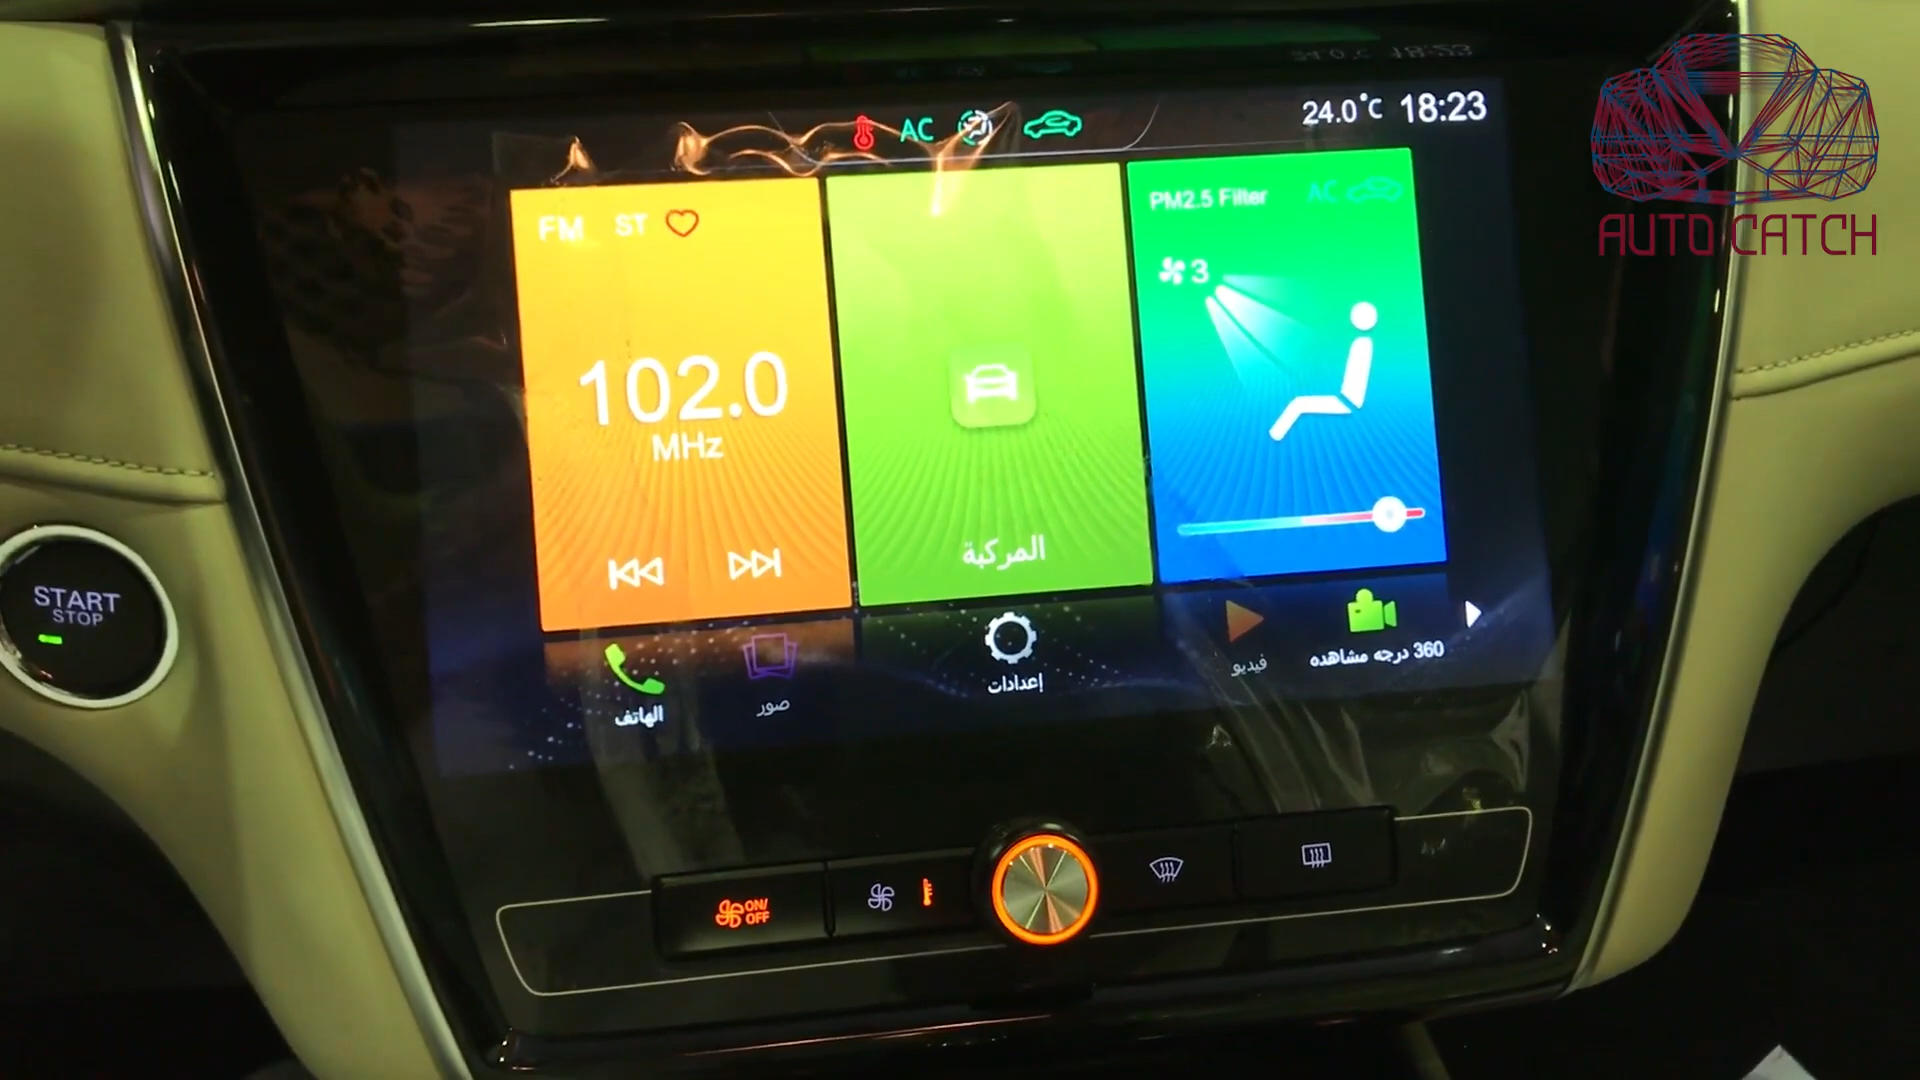 AC
24.0°C 18:23
AUTO CATCH
FM ST
102.0
MHz
المركبة
PM2.5 Filter AC
3
START
STOP
الهاتف
صور
إعدادات
فيديو
360 درجه مشاهده
ON/
OFF